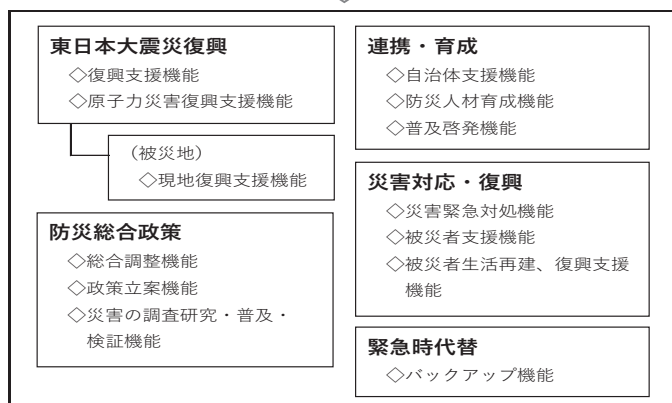 東日本大震災復興
◇復興支援機能
◇原子力災害復興支援機能
（被災地）
◇現地復興支援機能
防災総合政策
◇総合調整機能
◇政策立案機能
◇災害の調査研究・普及・
検証機能
連携・育成
◇自治体支援機能
◇防災人材育成機能
◇普及啓発機能
災害対応・復興
◇災害緊急対処機能
◇被災者支援機能
◇被災者生活再建、復興支援
機能
緊急時代替
◇バックアップ機能